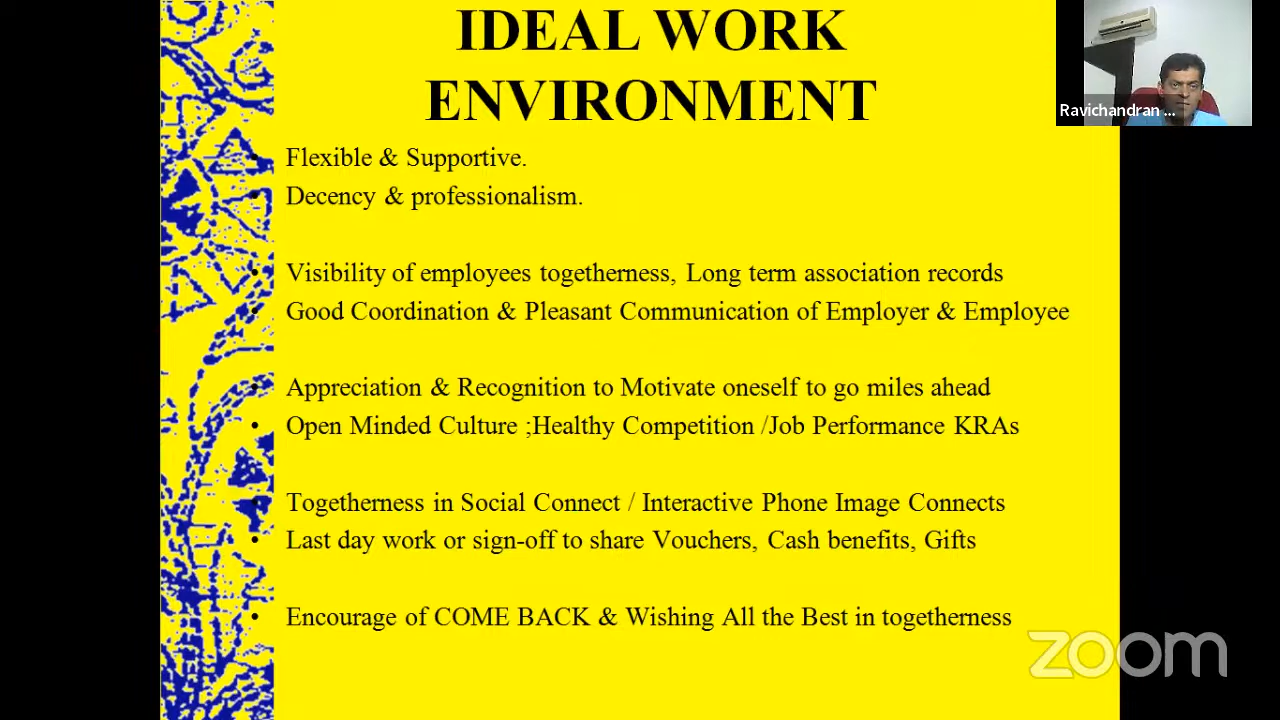 IDEAL WORK
ENVIRONMENT
Ravichandran ...
• Flexible & Supportive.
• Decency & professionalism.
• Visibility of employees togetherness, Long term association records
• Good Coordination & Pleasant Communication of Employer & Employee
• Appreciation & Recognition to Motivate oneself to go miles ahead
• Open Minded Culture ;Healthy Competition /Job Performance KRAs
• Togetherness in Social Connect / Interactive Phone Image Connects
• Last day work or sign-off to share Vouchers, Cash benefits, Gifts
• Encourage of COME BACK & Wishing All the Best in togetherness
zoom